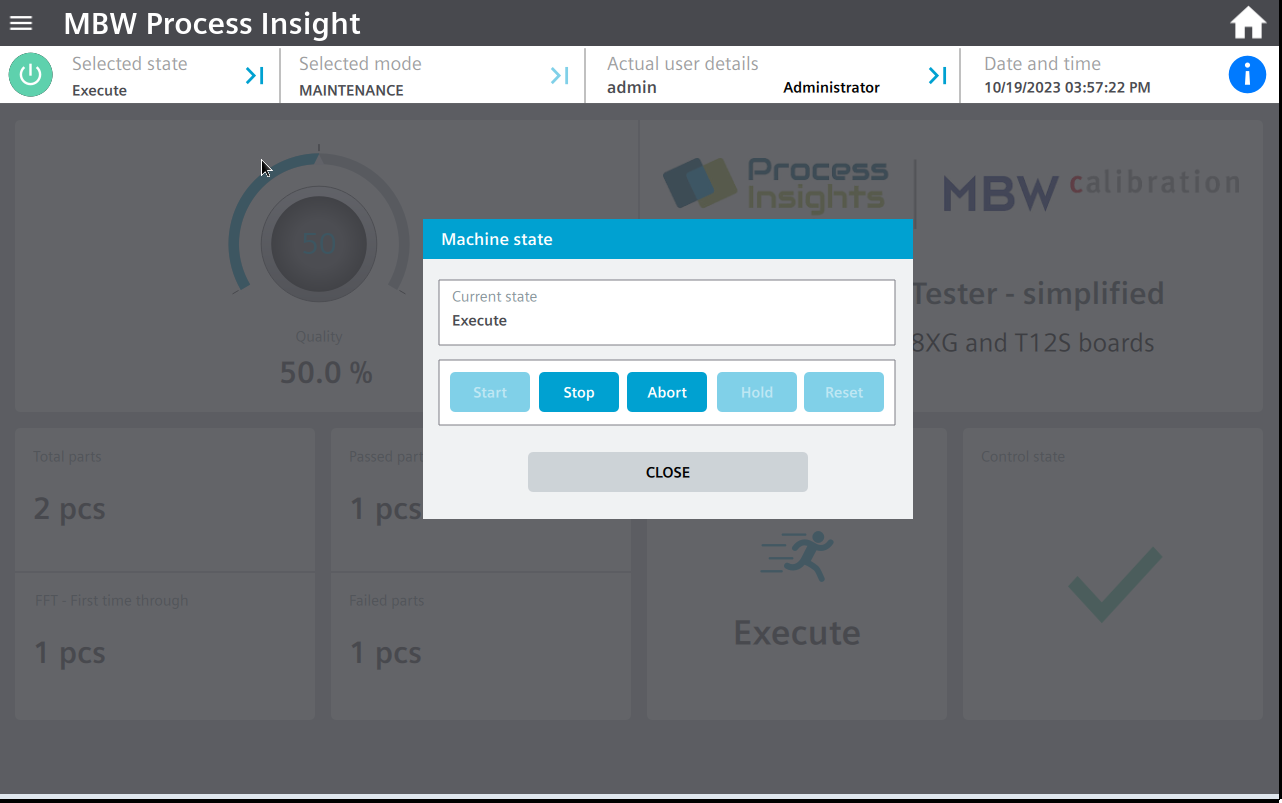 MBW Process Insight
Selected state
Execute
Selected mode
MAINTENANCE
Actual user details
admin Administrator
Date and time
10/19/2023 03:57:22 PM
50
Quality
50.0 %
Process
Insights
MBW calibration
Tester - simplified
8XG and T12S boards
Machine state
Current state
Execute
Start Stop Abort Hold Reset
CLOSE
Total parts
2 pcs
Passed
1 pcs
FFT - First time through
1 pcs
Failed parts
1 pcs
Execute
Control state